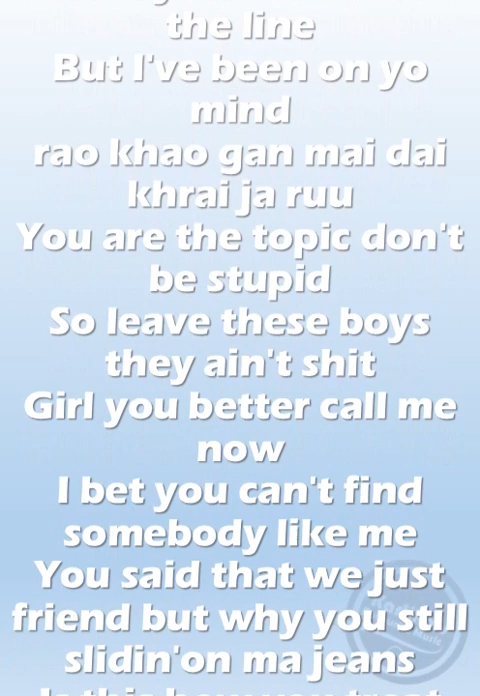 the line
But I've been on yo
mind
rao khao gan mai dai
khrai ja ruu
You are the topic don't
be stupid
So leave these boys
they ain't shit
Girl you better call me
now
I bet you can't find
somebody like me
You said that we just
friend but why you still
slidin'on ma jeans